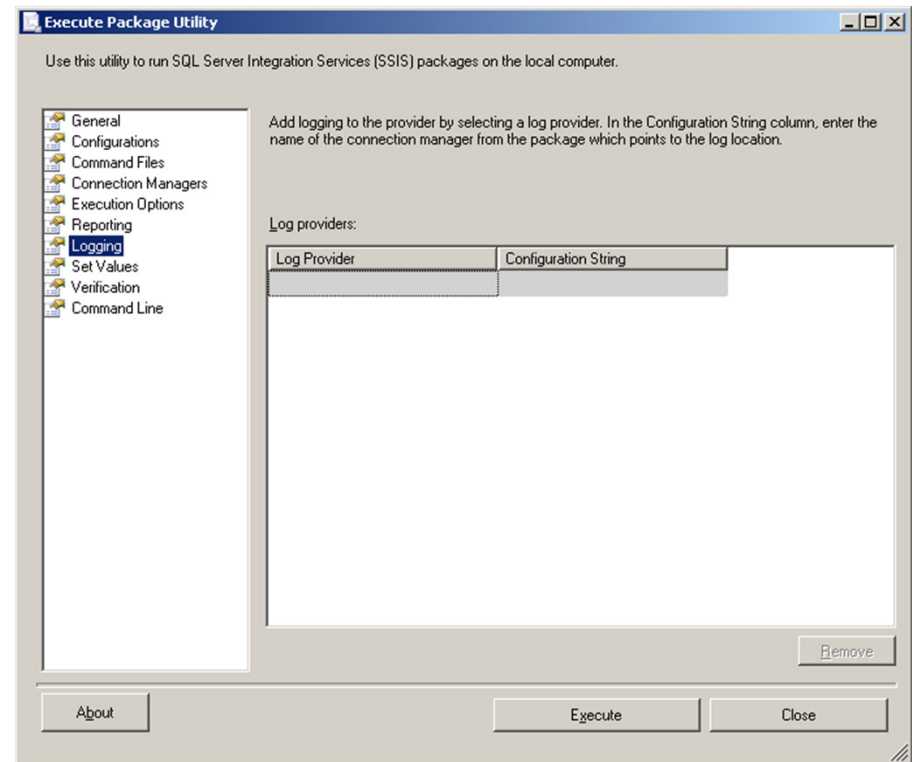 Execute Package Utility
Use this utility to run SQL Server Integration Services (SSIS) packages on the local computer.
General
Configurations
Command Files
Connection Managers
Execution Options
Reporting
Logging
Set Values
Verification
Command Line
Add logging to the provider by selecting a log provider. In the Configuration String column, enter the
name of the connection manager from the package which points to the log location.
Log providers:
Log Provider Configuration String
Remove
About Execute Close